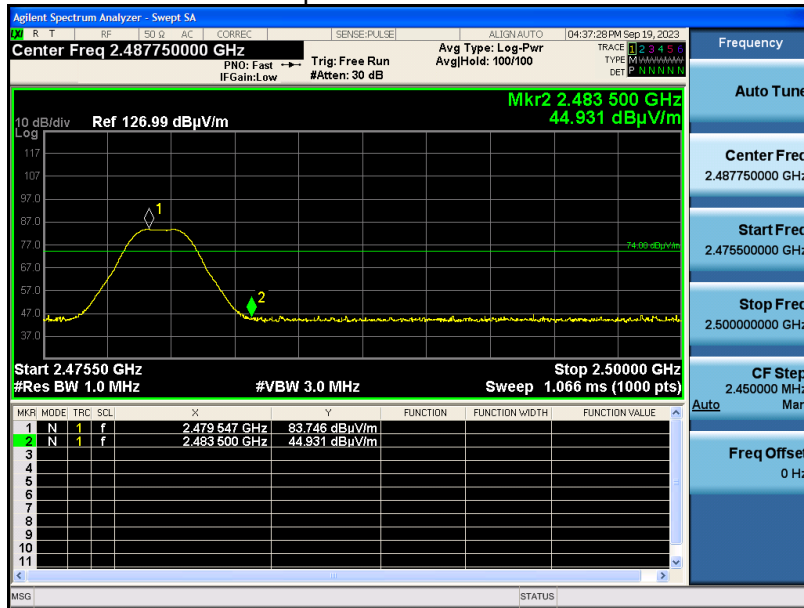 Agilent Spectrum Analyzer - Swept SA
LXI R T RF 50 Ω AC CORREC SENSE:PULSE ALIGN AUTO 04:37:28 PM Sep 19, 2023
Center Freq 2.487750000 GHz
PNO: Fast
IFGain:Low
Trig: Free Run
#Atten: 30 dB
Avg Type: Log-Pwr
Avg|Hold: 100/100
TRACE 1 2 3 4 5 6
TYPE M W W W W W
DET P N N N N N
Mkr2 2.483 500 GHz
44.931 dBµV/m
10 dB/div Ref 126.99 dBµV/m
Log
117
107
97.0
87.0
77.0
67.0
57.0
47.0
37.0
1
2
74.00 dBµV/m
Start 2.47550 GHz Stop 2.50000 GHz
#Res BW 1.0 MHz #VBW 3.0 MHz Sweep 1.066 ms (1000 pts)
MKR MODE TRC SCL X Y FUNCTION FUNCTION WIDTH FUNCTION VALUE
1 N 1 f 2.479 547 GHz 83.746 dBµV/m
2 N 1 f 2.483 500 GHz 44.931 dBµV/m
3
4
5
6
7
8
9
10
11
MSG STATUS
Frequency
Auto Tune
Center Freq
2.487750000 GHz
Start Freq
2.475500000 GHz
Stop Freq
2.500000000 GHz
CF Step
2.450000 MHz
Auto Man
Freq Offset
0 Hz